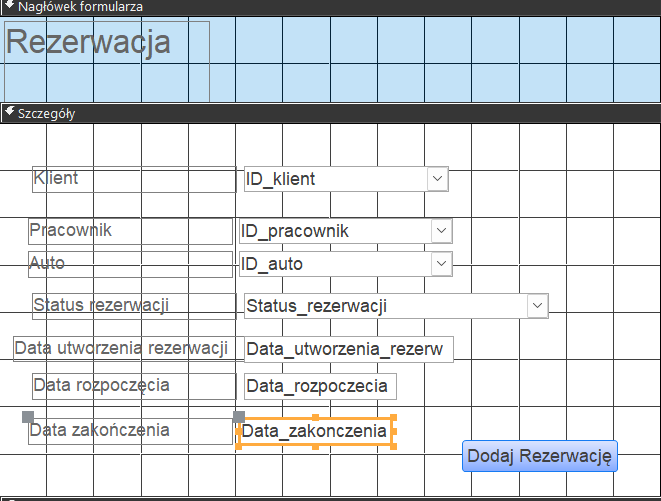 Nagłówek formularza
Rezerwacja
Szczegóły
Klient ID_klient
Pracownik ID_pracownik
Auto ID_auto
Status rezerwacji Status_rezerwacji
Data utworzenia rezerwacji Data_utworzenia_rezerw
Data rozpoczęcia Data_rozpoczecia
Data zakończenia Data_zakonczenia
Dodaj Rezerwację